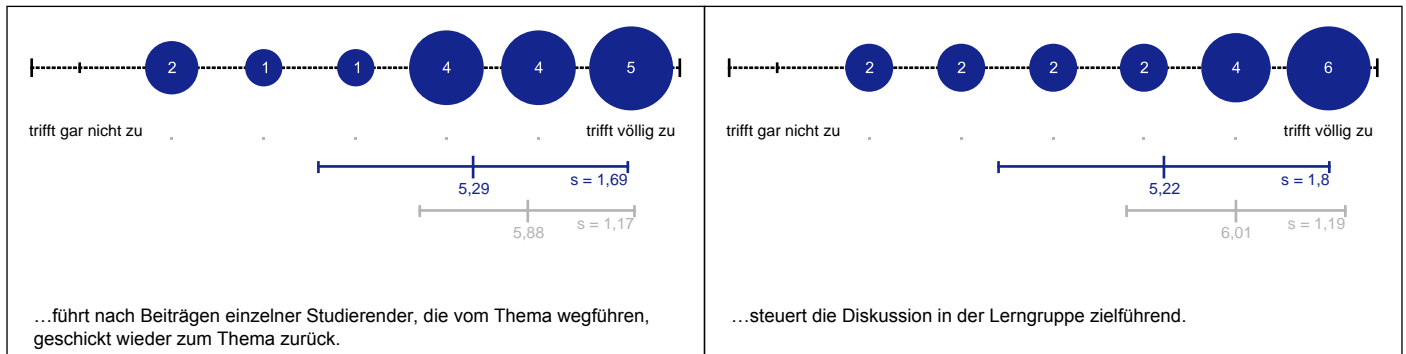 2 1 1 4 4 5
trifft gar nicht zu trifft völlig zu
5,29 s = 1,69
5,88 s = 1,17
…führt nach Beiträgen einzelner Studierender, die vom Thema wegführen,
geschickt wieder zum Thema zurück.
2 2 2 2 4 6
trifft gar nicht zu trifft völlig zu
5,22 s = 1,8
6,01 s = 1,19
…steuert die Diskussion in der Lerngruppe zielführend.